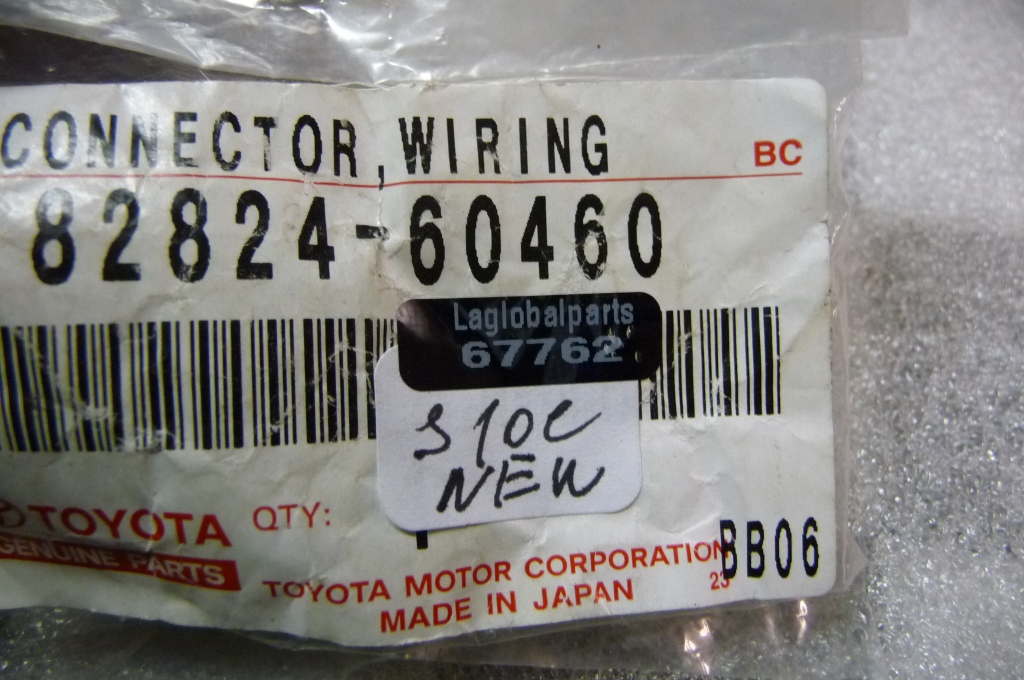 CONNECTOR,WIRING
BC
82824-60460
Laglobalparts
67762
S10C
NEW
TOYOTA
QTY:
GENUINE PARTS
TOYOTA MOTOR CORPORATION
23
BB06
MADE IN JAPAN